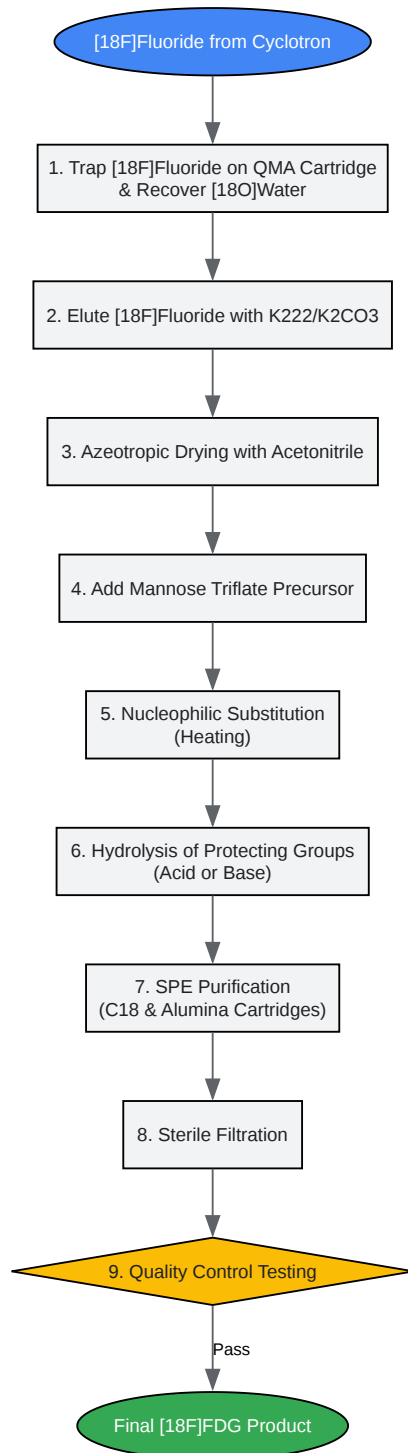 [18F]Fluoride from Cyclotron
1. Trap [18F]Fluoride on QMA Cartridge
& Recover [18O]Water
2. Elute [18F]Fluoride with K222/K2CO3
3. Azeotropic Drying with Acetonitrile
4. Add Mannose Triflate Precursor
5. Nucleophilic Substitution
(Heating)
6. Hydrolysis of Protecting Groups
(Acid or Base)
7. SPE Purification
(C18 & Alumina Cartridges)
8. Sterile Filtration
9. Quality Control Testing
Pass
Final [18F]FDG Product